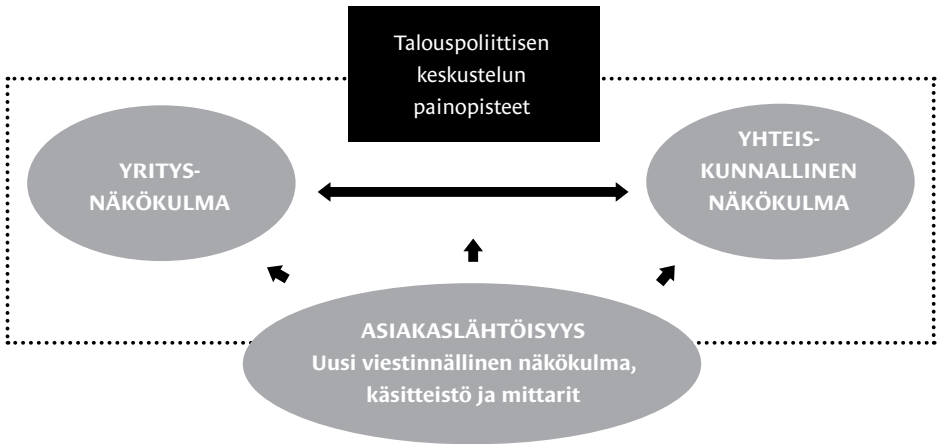 Talouspoliittisen
keskustelun
painopisteet
YRITYS-
NÄKÖKULMA
YHTEIS-
KUNNALLINEN
NÄKÖKULMA
ASIAKASLÄHTÖISYYS
Uusi viestinnällinen näkökulma,
käsitteistö ja mittarit